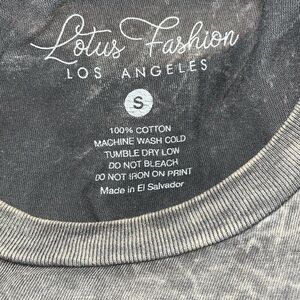 Lotus Fashion
LOS ANGELES
S
100% COTTON
MACHINE WASH COLD
TUMBLE DRY LOW
DO NOT BLEACH
DO NOT IRON ON PRINT
Made in El Salvador